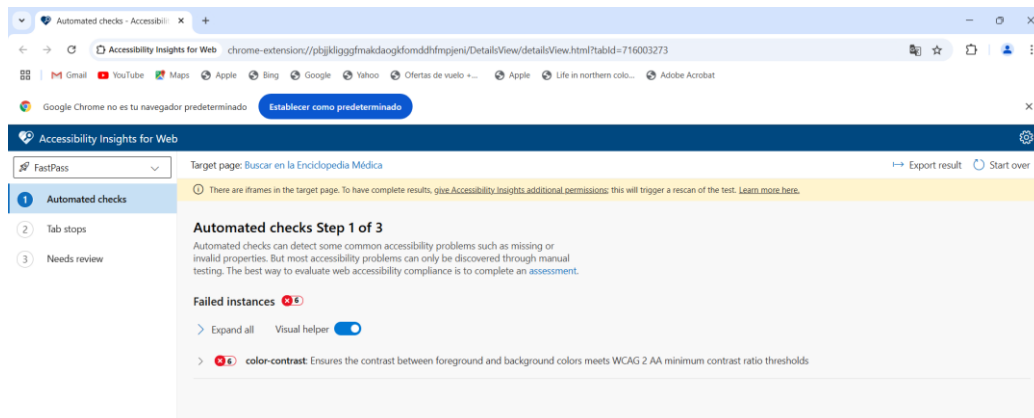 Automated checks - Accessibili
Accessibility Insights for Web chrome-extension://pbjjkligggfmakdaogkfomddhfmpjeni/DetailsView/detailsView.html?tabId=716003273
Gmail YouTube Maps Apple Bing Google Yahoo Ofertas de vuelo +... Apple Life in northern colo... Adobe Acrobat
Google Chrome no es tu navegador predeterminado Establecer como predeterminado
Accessibility Insights for Web
FastPass Target page: Buscar en la Enciclopedia Médica Export result Start over
There are iframes in the target page. To have complete results, give Accessibility Insights additional permissions; this will trigger a rescan of the test. Learn more here.
1 Automated checks
2 Tab stops
3 Needs review
Automated checks Step 1 of 3
Automated checks can detect some common accessibility problems such as missing or
invalid properties. But most accessibility problems can only be discovered through manual
testing. The best way to evaluate web accessibility compliance is to complete an assessment.
Failed instances 6
Expand all Visual helper
6 color-contrast: Ensures the contrast between foreground and background colors meets WCAG 2 AA minimum contrast ratio thresholds